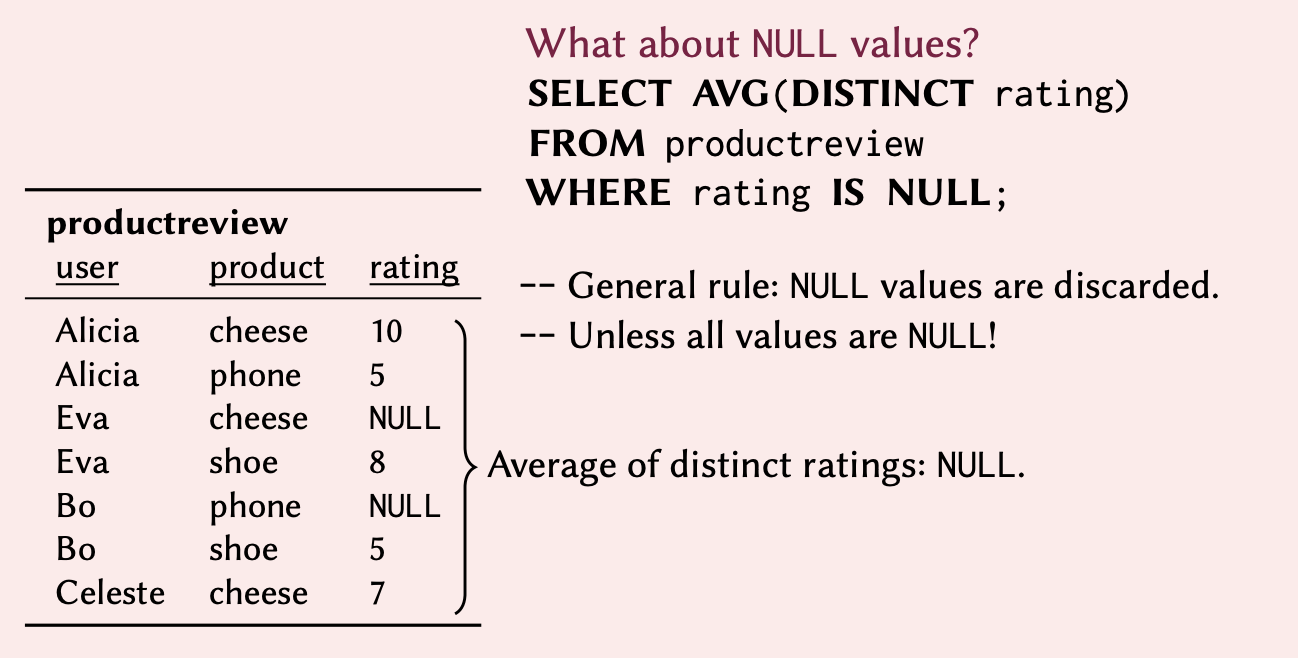 What about NULL values?
SELECT AVG(DISTINCT rating)
FROM productreview
WHERE rating IS NULL;
-- General rule: NULL values are discarded.
-- Unless all values are NULL!
productreview
user product rating
Alicia cheese 10
Alicia phone 5
Eva cheese NULL
Eva shoe 8
Bo phone NULL
Bo shoe 5
Celeste cheese 7
Average of distinct ratings: NULL.